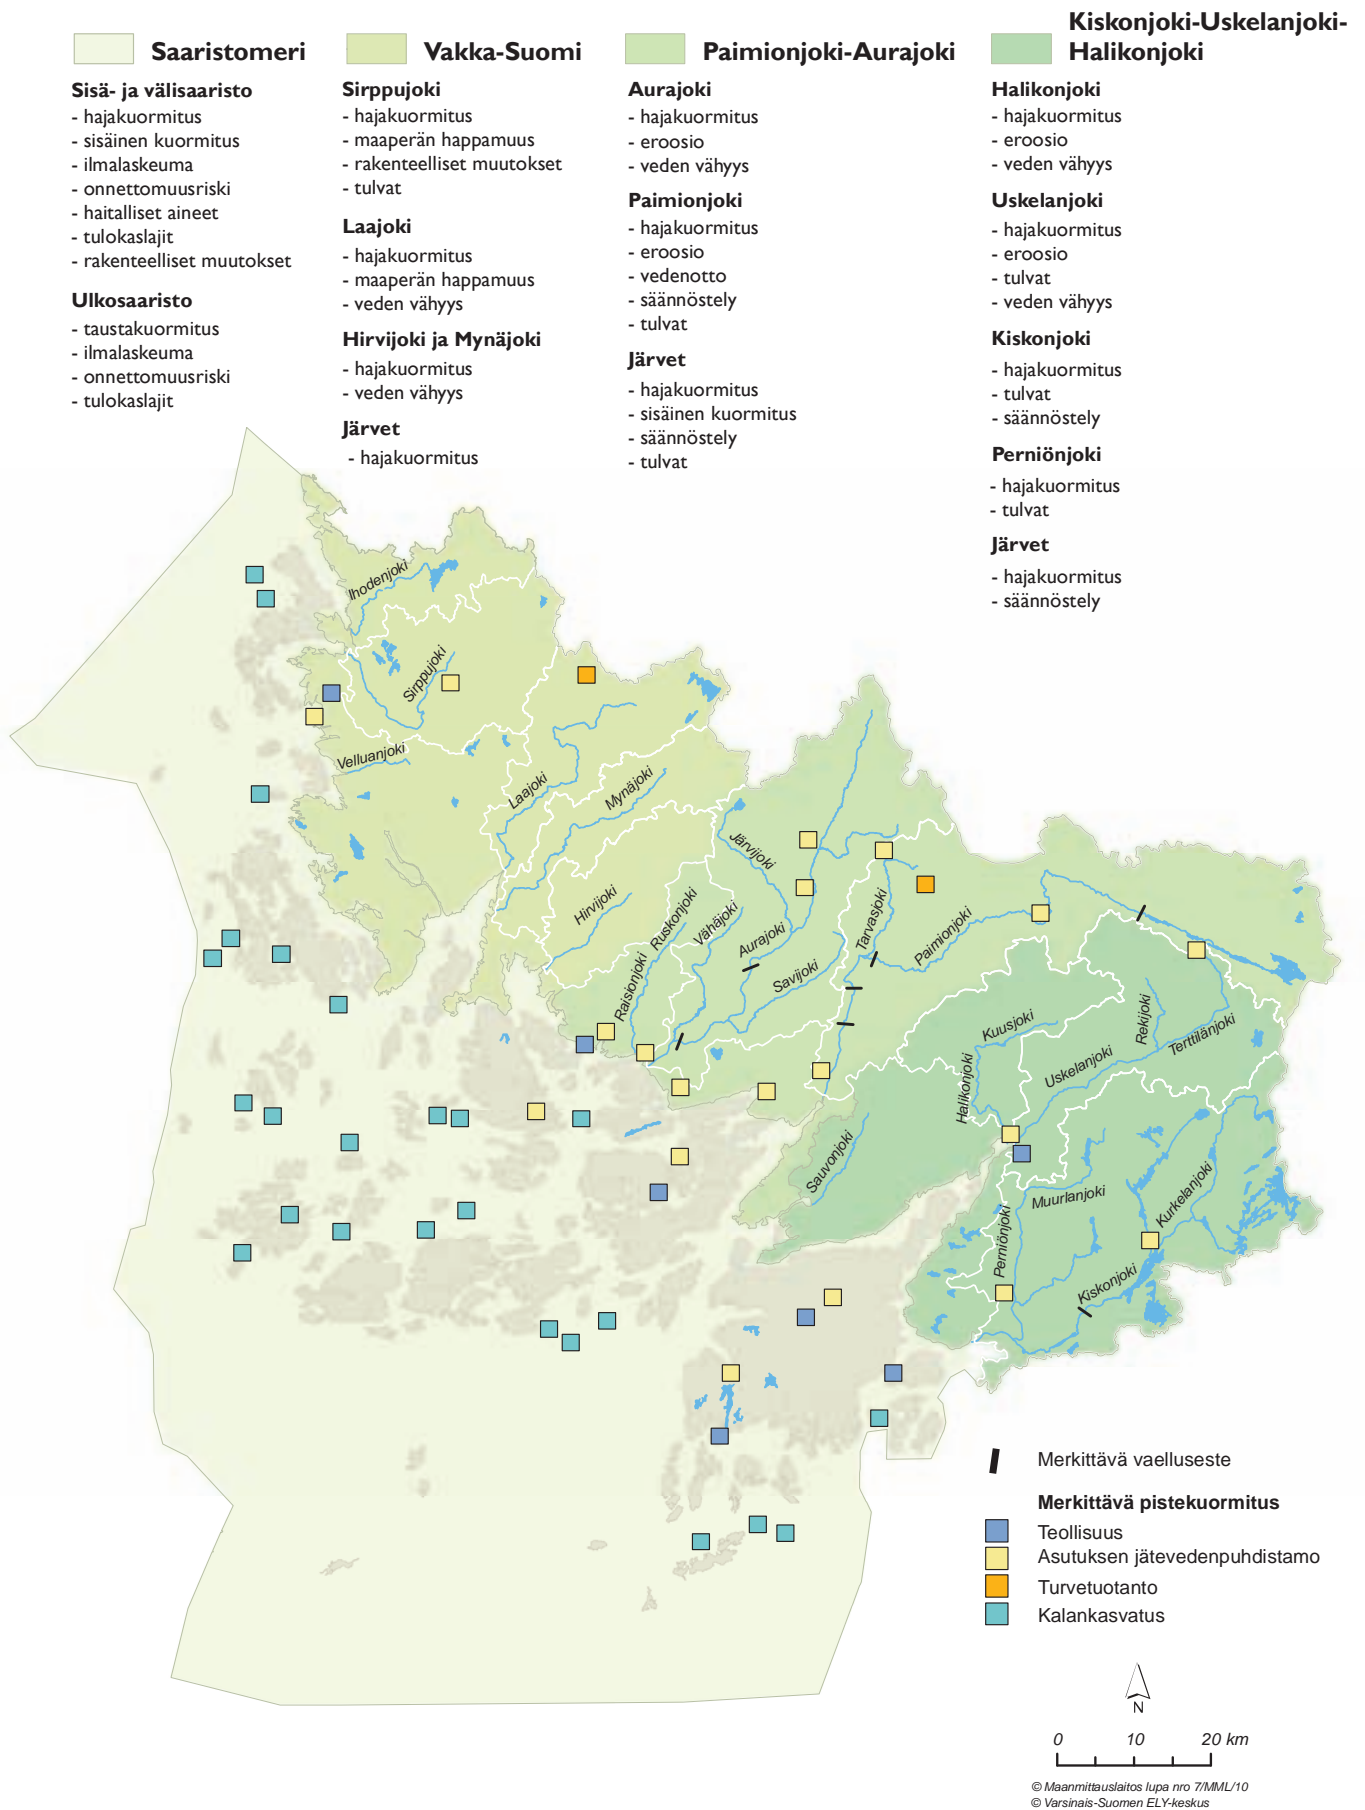 Saaristomeri
Sisä- ja välisaaristo
- hajakuormitus
- sisäinen kuormitus
- ilmalaskeuma
- onnettomuusriski
- haitalliset aineet
- tulokaslajit
- rakenteelliset muutokset
Ulkosaaristo
- taustakuormitus
- ilmalaskeuma
- onnettomuusriski
- tulokaslajit
Vakka-Suomi
Sirppujoki
- hajakuormitus
- maaperän happamuus
- rakenteelliset muutokset
- tulvat
Laajoki
- hajakuormitus
- maaperän happamuus
- veden vähyys
Hirvijoki ja Mynäjoki
- hajakuormitus
- veden vähyys
Järvet
- hajakuormitus
Paimionjoki-Aurajoki
Aurajoki
- hajakuormitus
- eroosio
- veden vähyys
Paimionjoki
- hajakuormitus
- eroosio
- vedenotto
- säännöstely
- tulvat
Järvet
- hajakuormitus
- sisäinen kuormitus
- säännöstely
- tulvat
Kiskonjoki-Uskelanjoki-
Halikonjoki
Halikonjoki
- hajakuormitus
- eroosio
- veden vähyys
Uskelanjoki
- hajakuormitus
- eroosio
- tulvat
- veden vähyys
Kiskonjoki
- hajakuormitus
- tulvat
- säännöstely
Perniönjoki
- hajakuormitus
- tulvat
Järvet
- hajakuormitus
- säännöstely
Ihodenjoki
Sirppujoki
Velluanjoki
Laajoki
Mynäjoki
Hirvijoki
Järvijoki
Ruskonjoki
Vähäjoki
Raisionjoki
Aurajoki
Savijoki
Tarvasjoki
Paimionjoki
Kuusjoki
Halikonjoki
Uskelanjoki
Rekijoki
Terttilänjoki
Sauvonjoki
Muurlanjoki
Kurkelanjoki
Perniönjoki
Kiskonjoki
Merkittävä vaelluseste
Merkittävä pistekuormitus
Teollisuus
Asutuksen jätevedenpuhdistamo
Turvetuotanto
Kalankasvatus
N
0 10 20 km
© Maanmittauslaitos lupa nro 7/MML/10
© Varsinais-Suomen ELY-keskus